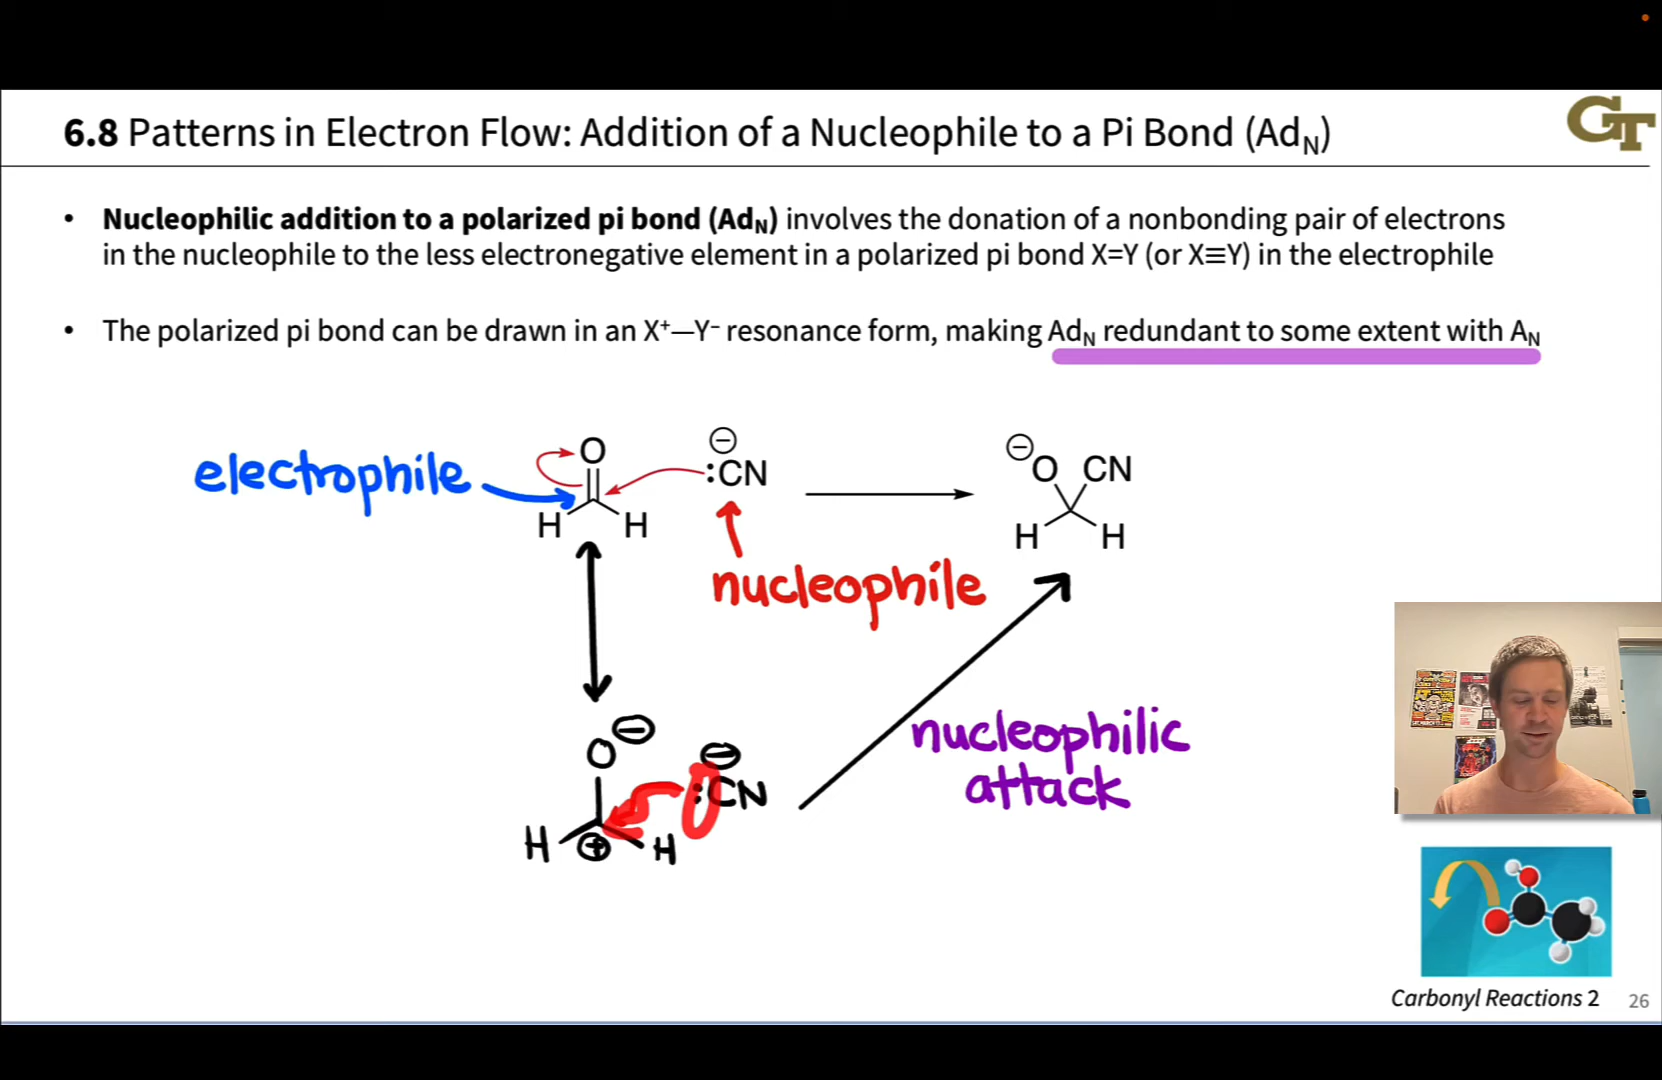 6.8 Patterns in Electron Flow: Addition of a Nucleophile to a Pi Bond (AdN)
GT
• Nucleophilic addition to a polarized pi bond (AdN) involves the donation of a nonbonding pair of electrons
in the nucleophile to the less electronegative element in a polarized pi bond X=Y (or X≡Y) in the electrophile
• The polarized pi bond can be drawn in an X⁺—Y⁻ resonance form, making AdN redundant to some extent with AN
electrophile
O
H H
⊖
:CN
⊖
O CN
H H
nucleophile
O ⊖
H ⊕ H
⊖
:CN
nucleophilic
attack
Carbonyl Reactions 2
26